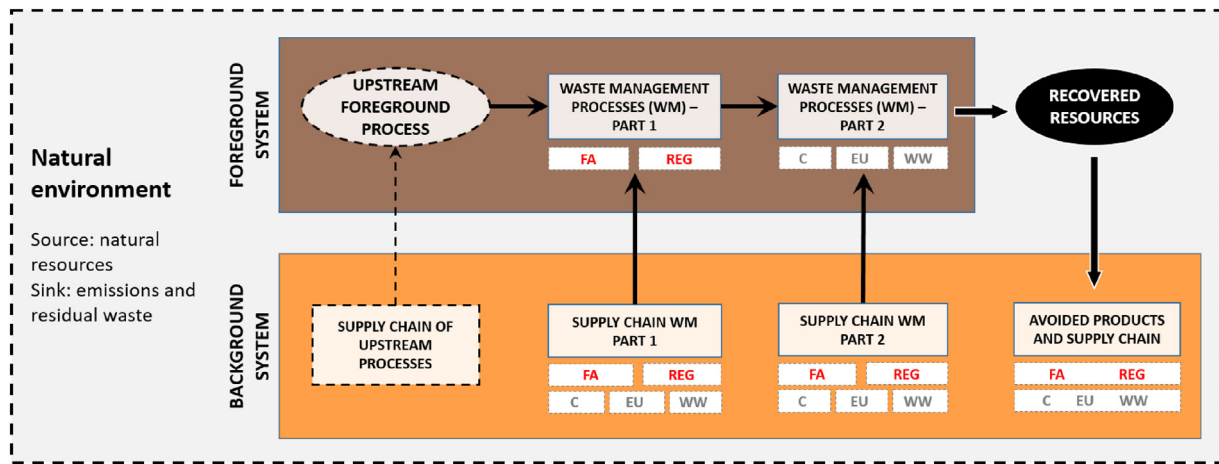 Natural
environment
Source: natural
resources
Sink: emissions and
residual waste
FOREGROUND
SYSTEM
UPSTREAM
FOREGROUND
PROCESS
WASTE MANAGEMENT
PROCESSES (WM) –
PART 1
FA REG
WASTE MANAGEMENT
PROCESSES (WM) –
PART 2
C EU WW
RECOVERED
RESOURCES
BACKGROUND
SYSTEM
SUPPLY CHAIN OF
UPSTREAM
PROCESSES
SUPPLY CHAIN WM
PART 1
FA REG
C EU WW
SUPPLY CHAIN WM
PART 2
FA REG
C EU WW
AVOIDED PRODUCTS
AND SUPPLY CHAIN
FA REG
C EU WW